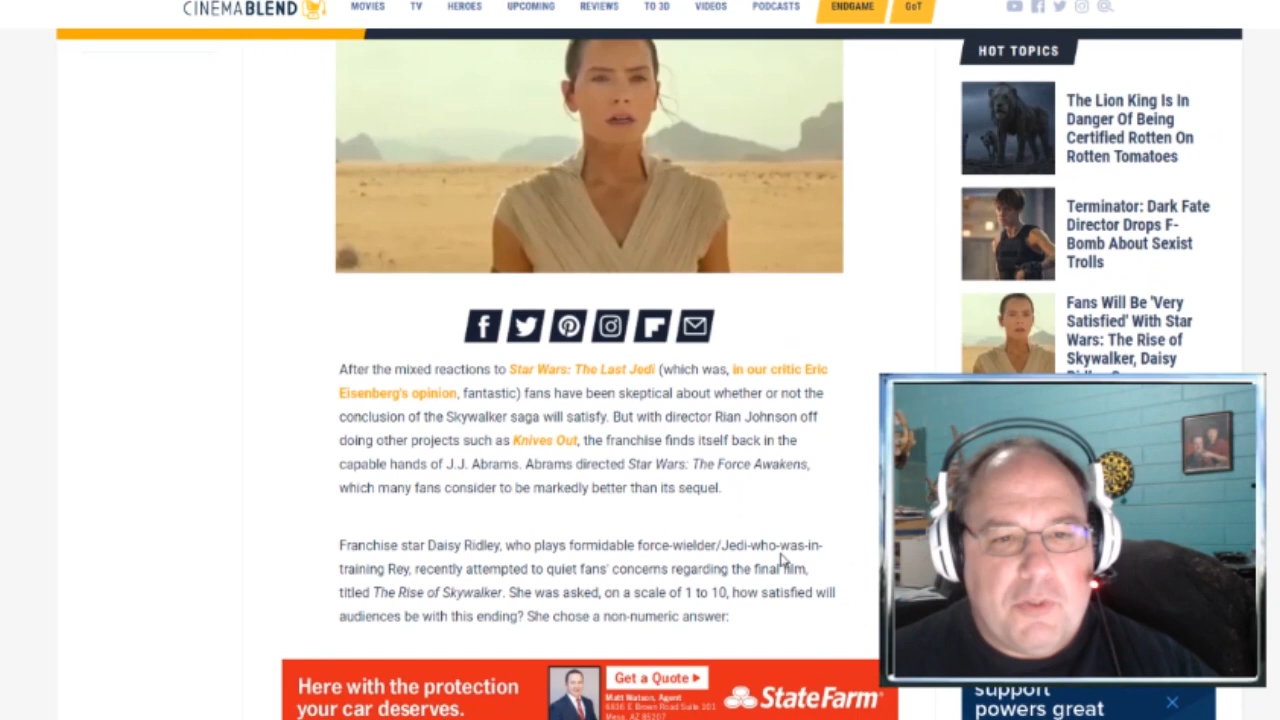 CINEMABLEND
MOVIES TV HEROES UPCOMING REVIEWS TO 3D VIDEOS PODCASTS ENDGAME GoT
HOT TOPICS
The Lion King Is In
Danger Of Being
Certified Rotten On
Rotten Tomatoes
Terminator: Dark Fate
Director Drops F-
Bomb About Sexist
Trolls
Fans Will Be 'Very
Satisfied' With Star
Wars: The Rise of
Skywalker, Daisy
After the mixed reactions to Star Wars: The Last Jedi (which was, in our critic Eric
Eisenberg's opinion, fantastic) fans have been skeptical about whether or not the
conclusion of the Skywalker saga will satisfy. But with director Rian Johnson off
doing other projects such as Knives Out, the franchise finds itself back in the
capable hands of J.J. Abrams. Abrams directed Star Wars: The Force Awakens,
which many fans consider to be markedly better than its sequel.
Franchise star Daisy Ridley, who plays formidable force-wielder/Jedi-who-was-in-
training Rey, recently attempted to quiet fans' concerns regarding the final film,
titled The Rise of Skywalker. She was asked, on a scale of 1 to 10, how satisfied will
audiences be with this ending? She chose a non-numeric answer:
Here with the protection
your car deserves.
Get a Quote
Matt Watson, Agent
Mesa, AZ 85207
StateFarm
support
powers great